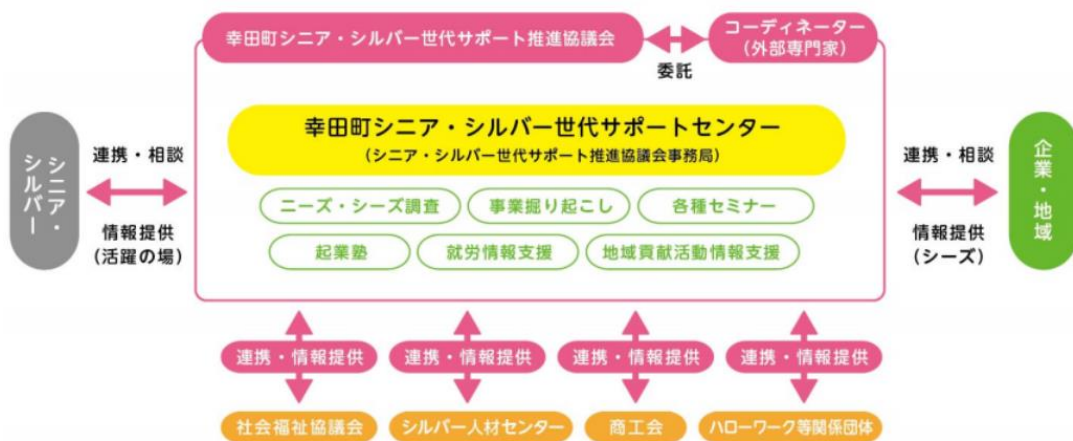 幸田町シニア・シルバー世代サポート推進協議会
コーディネーター
(外部専門家)
委託
幸田町シニア・シルバー世代サポートセンター
(シニア・シルバー世代サポート推進協議会事務局)
シニア・
シルバー
連携・相談
情報提供
(活躍の場)
ニーズ・シーズ調査
事業掘り起こし
各種セミナー
起業塾
就労情報支援
地域貢献活動情報支援
連携・相談
情報提供
(シーズ)
企業・地域
連携・情報提供
連携・情報提供
連携・情報提供
連携・情報提供
社会福祉協議会
シルバー人材センター
商工会
ハローワーク等関係団体